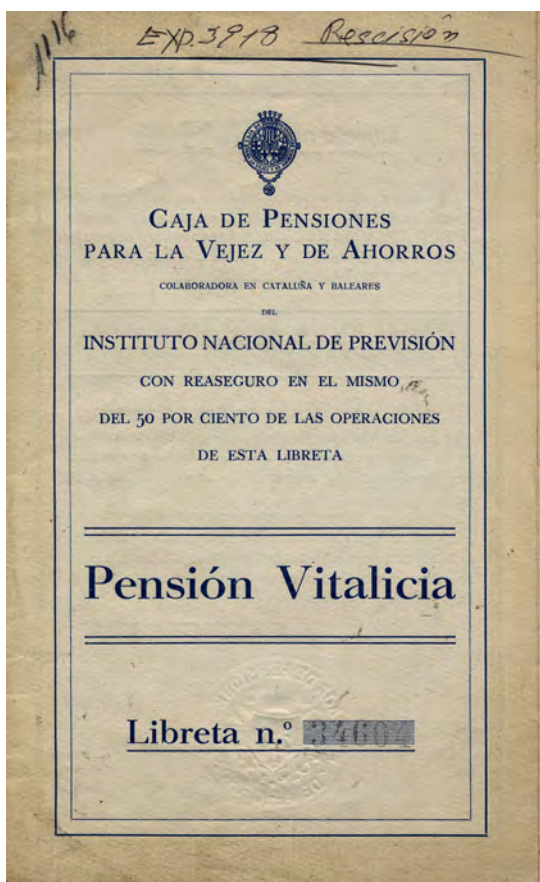 1116
EXP. 3918 Rescisión
CAJA DE PENSIONES
PARA LA VEJEZ Y DE AHORROS
COLABORADORA EN CATALUÑA Y BALEARES
DEL
INSTITUTO NACIONAL DE PREVISIÓN
CON REASEGURO EN EL MISMO
DEL 50 POR CIENTO DE LAS OPERACIONES
DE ESTA LIBRETA
Pensión Vitalicia
Libreta n.º 34604